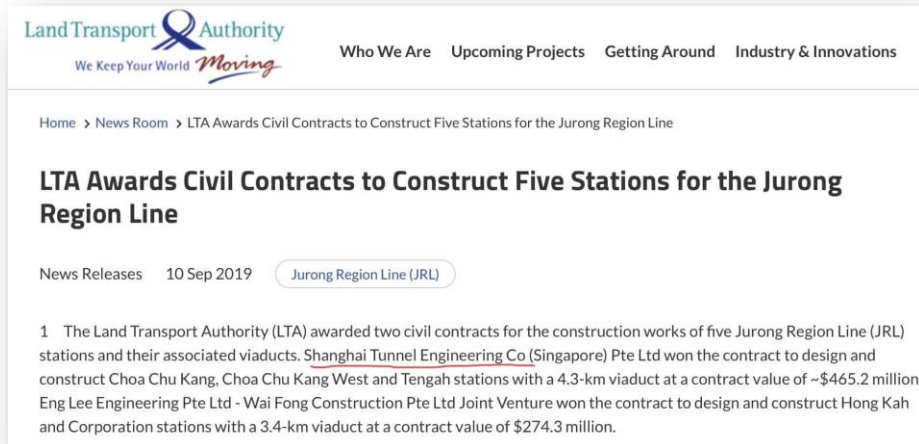 Land Transport Authority
We Keep Your World Moving
Who We Are Upcoming Projects Getting Around Industry & Innovations
Home > News Room > LTA Awards Civil Contracts to Construct Five Stations for the Jurong Region Line
LTA Awards Civil Contracts to Construct Five Stations for the Jurong
Region Line
News Releases 10 Sep 2019 Jurong Region Line (JRL)
1 The Land Transport Authority (LTA) awarded two civil contracts for the construction works of five Jurong Region Line (JRL)
stations and their associated viaducts. Shanghai Tunnel Engineering Co (Singapore) Pte Ltd won the contract to design and
construct Choa Chu Kang, Choa Chu Kang West and Tengah stations with a 4.3-km viaduct at a contract value of ~$465.2 million
Eng Lee Engineering Pte Ltd - Wai Fong Construction Pte Ltd Joint Venture won the contract to design and construct Hong Kah
and Corporation stations with a 3.4-km viaduct at a contract value of $274.3 million.